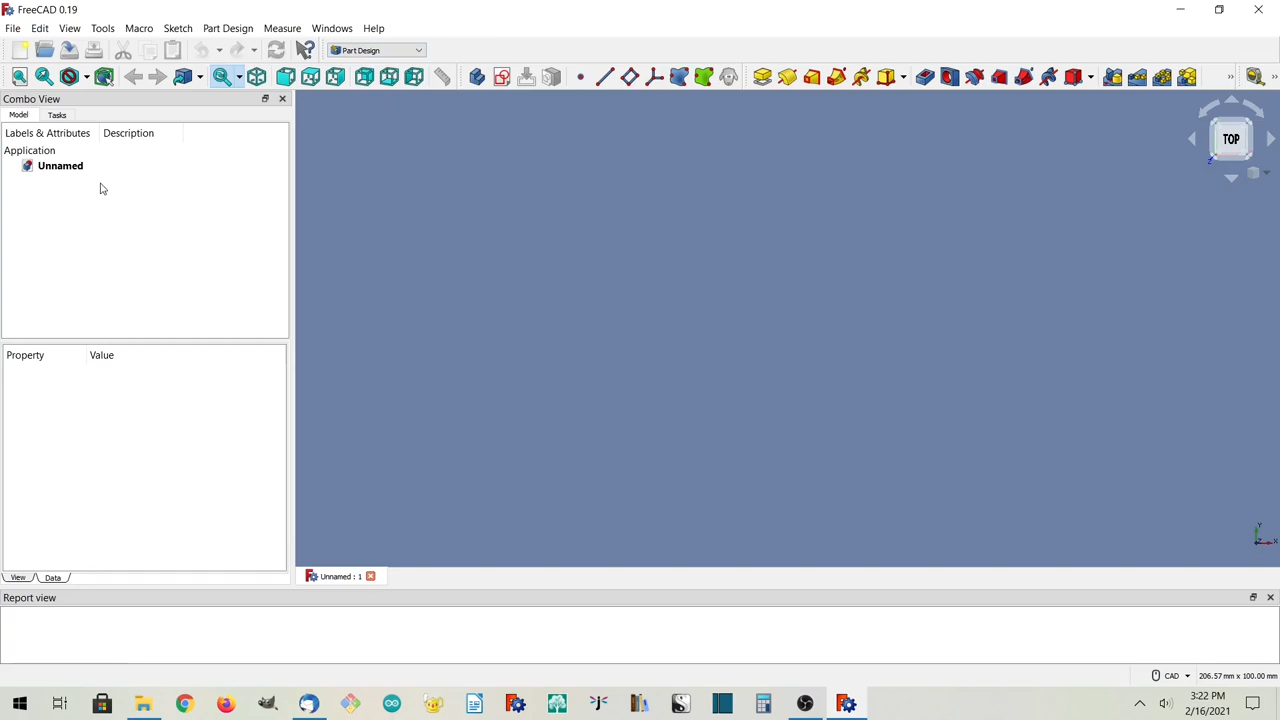 FreeCAD 0.19
File Edit View Tools Macro Sketch Part Design Measure Windows Help
Part Design
Combo View
Model Tasks
Labels & Attributes Description
Application
Unnamed
TOP
Property Value
Y
X
Z
View Data
Unnamed : 1
Report view
CAD 206.57 mm x 100.00 mm
3:22 PM
2/16/2021